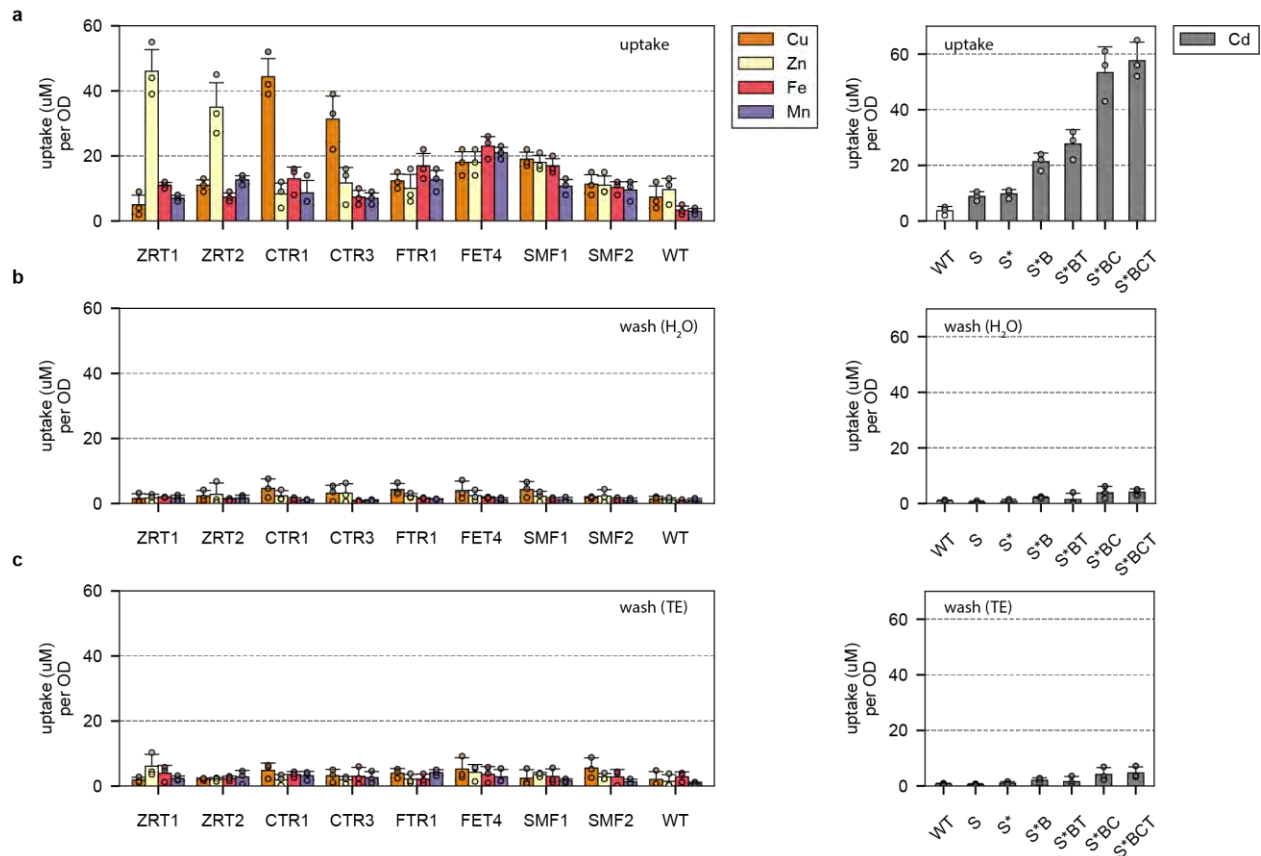 a
60
40
20
0
uptake (uM)
per OD
uptake
Cu
Zn
Fe
Mn
ZRT1 ZRT2 CTR1 CTR3 FTR1 FET4 SMF1 SMF2 WT
60
40
20
0
uptake (uM)
per OD
uptake
Cd
WT S S* S*B S*BT S*BC S*BCT
b
60
40
20
0
uptake (uM)
per OD
wash (H₂O)
ZRT1 ZRT2 CTR1 CTR3 FTR1 FET4 SMF1 SMF2 WT
60
40
20
0
uptake (uM)
per OD
wash (H₂O)
WT S S* S*B S*BT S*BC S*BCT
c
60
40
20
0
uptake (uM)
per OD
wash (TE)
ZRT1 ZRT2 CTR1 CTR3 FTR1 FET4 SMF1 SMF2 WT
60
40
20
0
uptake (uM)
per OD
wash (TE)
WT S S* S*B S*BT S*BC S*BCT